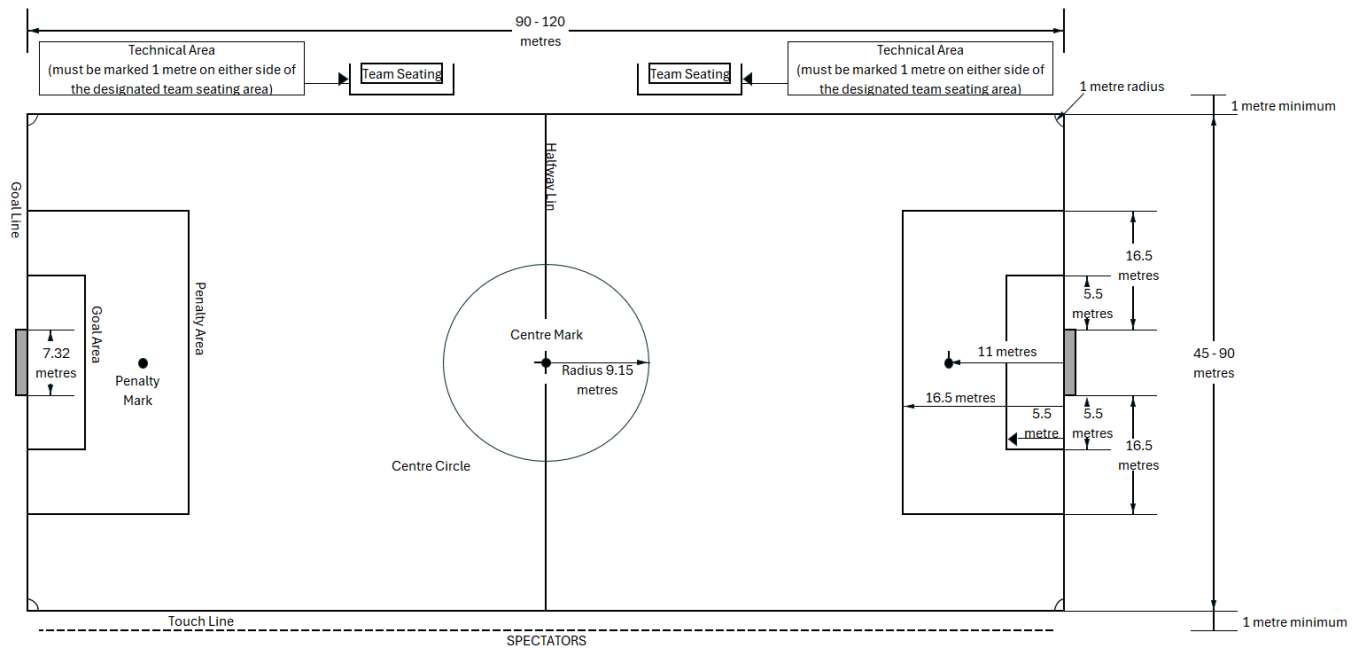 90 - 120
metres
Technical Area
(must be marked 1 metre on either side of
the designated team seating area)
Team Seating
Team Seating
Technical Area
(must be marked 1 metre on either side of
the designated team seating area)
1 metre radius
1 metre minimum
Goal Line
Halfway Lin
Penalty Area
Goal Area
7.32
metres
Penalty
Mark
Centre Mark
Radius 9.15
metres
Centre Circle
16.5
metres
5.5
metres
11 metres
45 - 90
metres
16.5 metres
5.5
metre
5.5
metres
16.5
metres
Touch Line
SPECTATORS
1 metre minimum